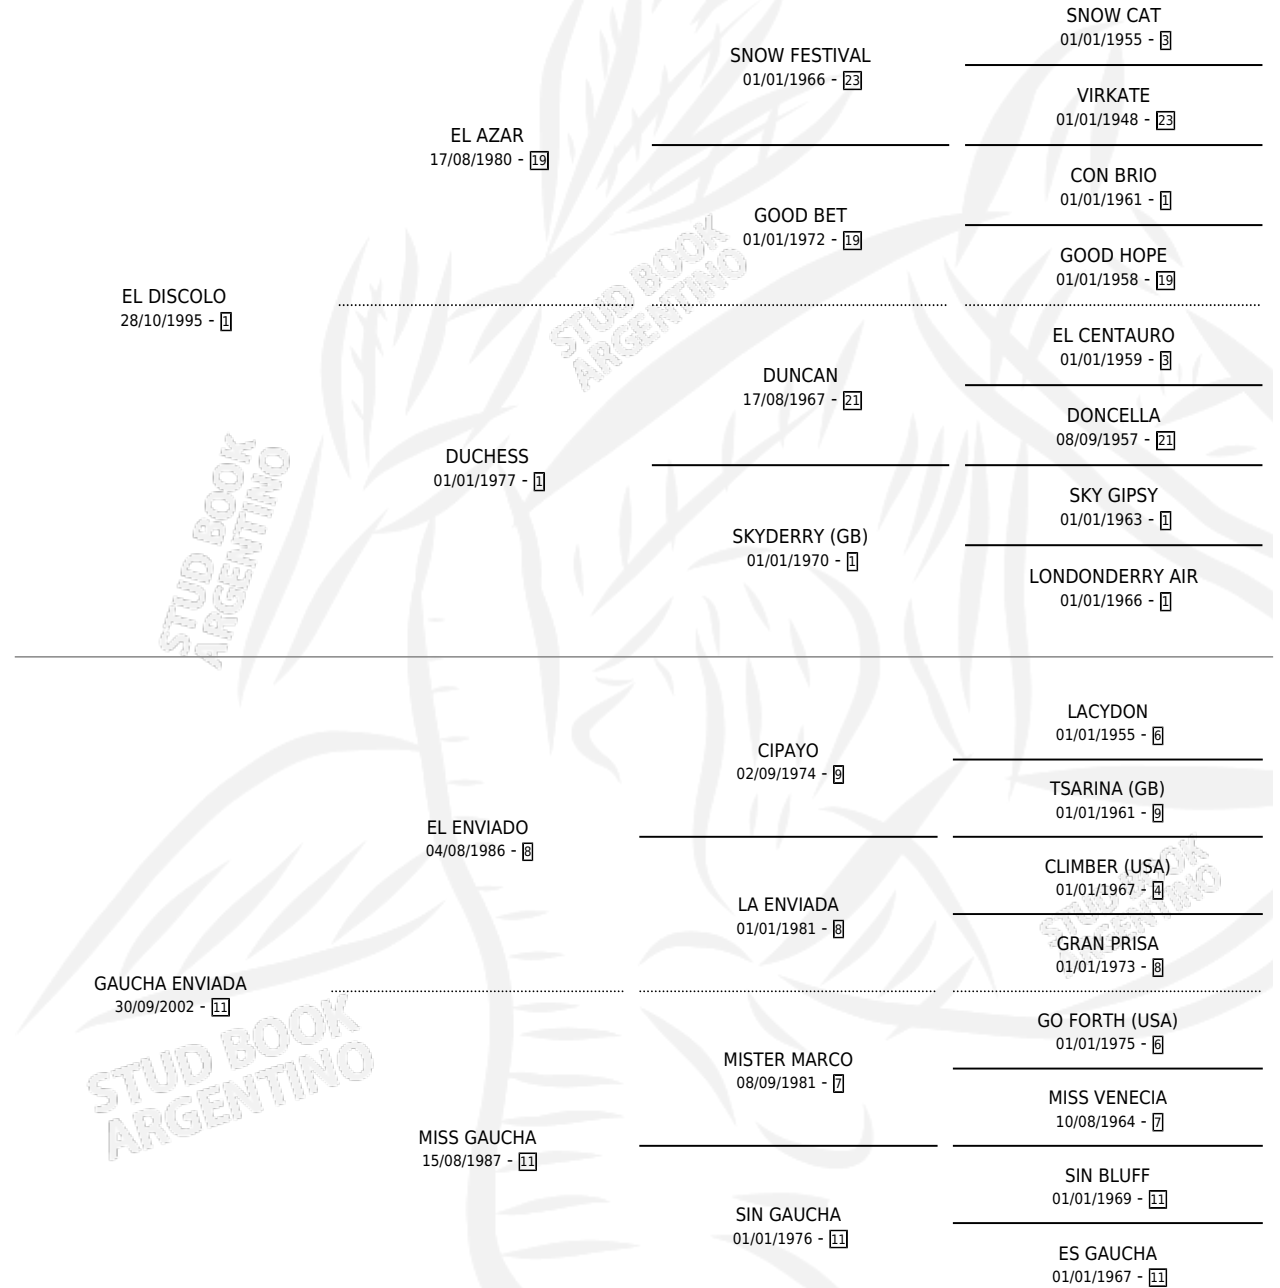 SNOW CAT
01/01/1955 - 3
SNOW FESTIVAL
01/01/1966 - 23
VIRKATE
01/01/1948 - 23
EL AZAR
17/08/1980 - 19
CON BRIO
01/01/1961 - 1
GOOD BET
01/01/1972 - 19
GOOD HOPE
01/01/1958 - 19
EL DISCOLO
28/10/1995 - 1
STUD BOOK
ARGENTINO
EL CENTAURO
01/01/1959 - 3
DUNCAN
17/08/1967 - 21
DONCELLA
08/09/1957 - 21
DUCHESS
01/01/1977 - 1
SKY GIPSY
01/01/1963 - 1
SKYDERRY (GB)
01/01/1970 - 1
LONDONDERRY AIR
01/01/1966 - 1
STUD BOOK
ARGENTINO
LACYDON
01/01/1955 - 6
CIPAYO
02/09/1974 - 9
TSARINA (GB)
01/01/1961 - 9
EL ENVIADO
04/08/1986 - 8
CLIMBER (USA)
01/01/1967 - 4
LA ENVIADA
01/01/1981 - 8
STUD BOOK
ARGENTINO
GRAN PRISA
01/01/1973 - 8
GAUCHA ENVIADA
30/09/2002 - 11
GO FORTH (USA)
01/01/1975 - 6
MISTER MARCO
08/09/1981 - 7
STUD BOOK
ARGENTINO
MISS VENECIA
10/08/1964 - 7
MISS GAUCHA
15/08/1987 - 11
SIN BLUFF
01/01/1969 - 11
SIN GAUCHA
01/01/1976 - 11
ES GAUCHA
01/01/1967 - 11